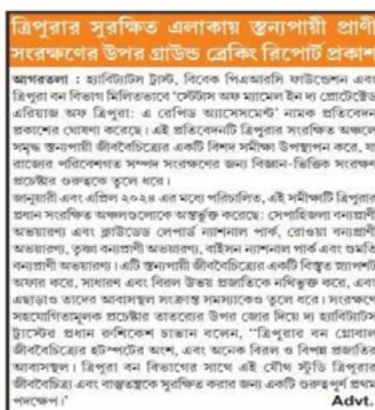 ত্রিপুরার সুরক্ষিত এলাকায় স্তন্যপায়ী প্রাণী
সংরক্ষণের উপর গ্রাউন্ড ব্রেকিং রিপোর্ট প্রকাশ
আগরতলা : হ্যাবিট্যাটস ট্রাস্ট, বিবেক পিএআরসি ফাউন্ডেশন এবং
ত্রিপুরা বন বিভাগ মিলিতভাবে ‘স্টেটাস অফ ম্যামেল ইন দ্য প্রোটেক্টেড
এরিয়াজ অফ ত্রিপুরা: এ রেপিড অ্যাসেসমেন্ট’ নামক প্রতিবেদন
প্রকাশের ঘোষণা করেছে। এই প্রতিবেদনটি ত্রিপুরার সংরক্ষিত অঞ্চলে
সমৃদ্ধ স্তন্যপায়ী জীববৈচিত্র্যের একটি বিশদ সমীক্ষা উপস্থাপন করে, যা
রাজ্যের পরিবেশগত সম্পদ সংরক্ষণের জন্য বিজ্ঞান-ভিত্তিক সংরক্ষণ
প্রচেষ্টার গুরুত্বকে তুলে ধরে।
জানুয়ারী এবং এপ্রিল ২০২৪ এর মধ্যে পরিচালিত, এই সমীক্ষাটি ত্রিপুরার
প্রধান সংরক্ষিত অঞ্চলগুলোকে অন্তর্ভুক্ত করেছে: সেপাহিজলা বন্যপ্রাণী
অভয়ারণ্য এবং ক্লাউডেড লেপার্ড ন্যাশনাল পার্ক, রোওয়া বন্যপ্রাণী
অভয়ারণ্য, তৃষ্ণা বন্যপ্রাণী অভয়ারণ্য, বাইসন ন্যাশনাল পার্ক এবং গুমতি
বন্যপ্রাণী অভয়ারণ্য। এটি স্তন্যপায়ী জীববৈচিত্র্যের একটি বিস্তৃত স্ন্যাপশট
অফার করে, সাধারণ এবং বিরল উভয় প্রজাতিকে নথিভুক্ত করে, এবং
এছাড়াও তাদের আবাসস্থল সংক্রান্ত সমস্যাকেও তুলে ধরে। সংরক্ষণে
সহযোগিতামূলক প্রচেষ্টার তাৎপর্যের উপর জোর দিয়ে দ্য হ্যাবিটিটাস
ট্রাস্টের প্রধান রুশিকেশ চাভান বলেন, ‘‘ত্রিপুরার বন গ্লোবাল
জীববৈচিত্র্যের হটস্পটের অংশ, এবং অনেক বিরল ও বিপন্ন প্রজাতির
আবাসস্থল। ত্রিপুরা বন বিভাগের সাথে এই যৌথ স্টাডি ত্রিপুরার
জীববৈচিত্র্য এবং বাস্তুতন্ত্রকে সুরক্ষিত করার জন্য একটি গুরুত্বপূর্ণ প্রথম
পদক্ষেপ।’ Advt.